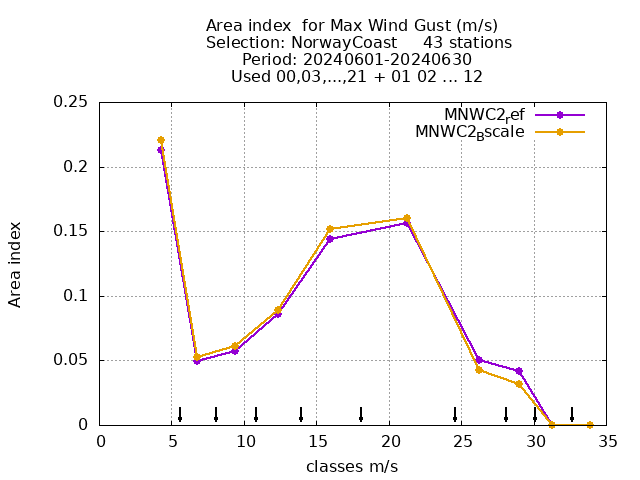 Area index  for Max Wind Gust (m/s)
Selection: NorwayCoast     43 stations
Period: 20240601-20240630
Used 00,03,...,21 + 01 02 ... 12
MNWC2ref
MNWC2Bscale
0.25
0.2
0.15
0.1
0.05
0
Area index
0 5 10 15 20 25 30 35
classes m/s